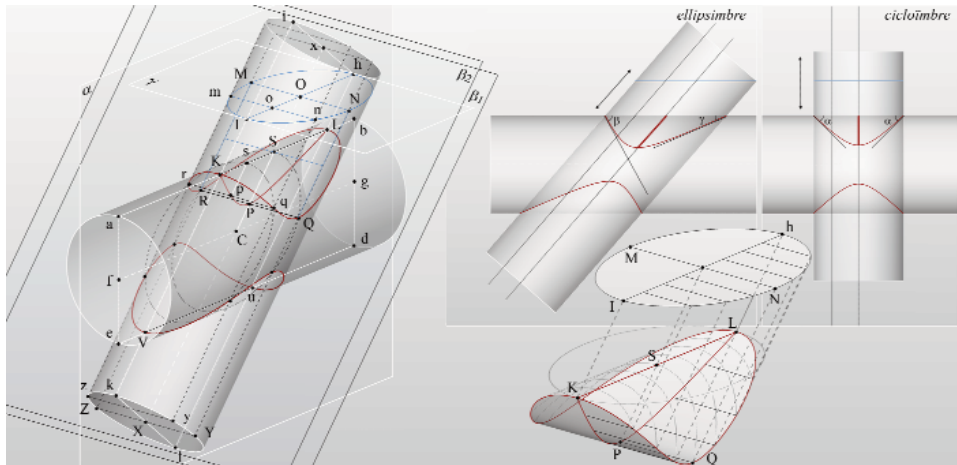 i
x
h
β2
β1
α
M
m
O
o
N
n
l
L
b
S
s
K
r
R
p
P
q
Q
g
a
C
d
f
u
e
V
z
Z
k
X
y
Y
ellipsimbre
β
γ
cicloïmbre
α
α
h
M
I
N
L
S
K
P
Q